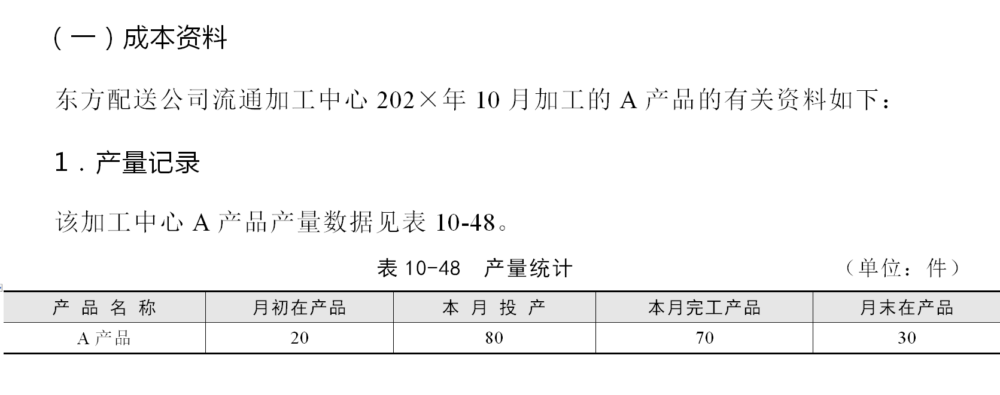 （一）成本资料
东方配送公司流通加工中心 202×年 10 月加工的 A 产品的有关资料如下：
1．产量记录
该加工中心 A 产品产量数据见表 10-48。
表 10-48 产量统计 （单位：件）
产品名称 月初在产品 本月投产 本月完工产品 月末在产品
A 产品 20 80 70 30